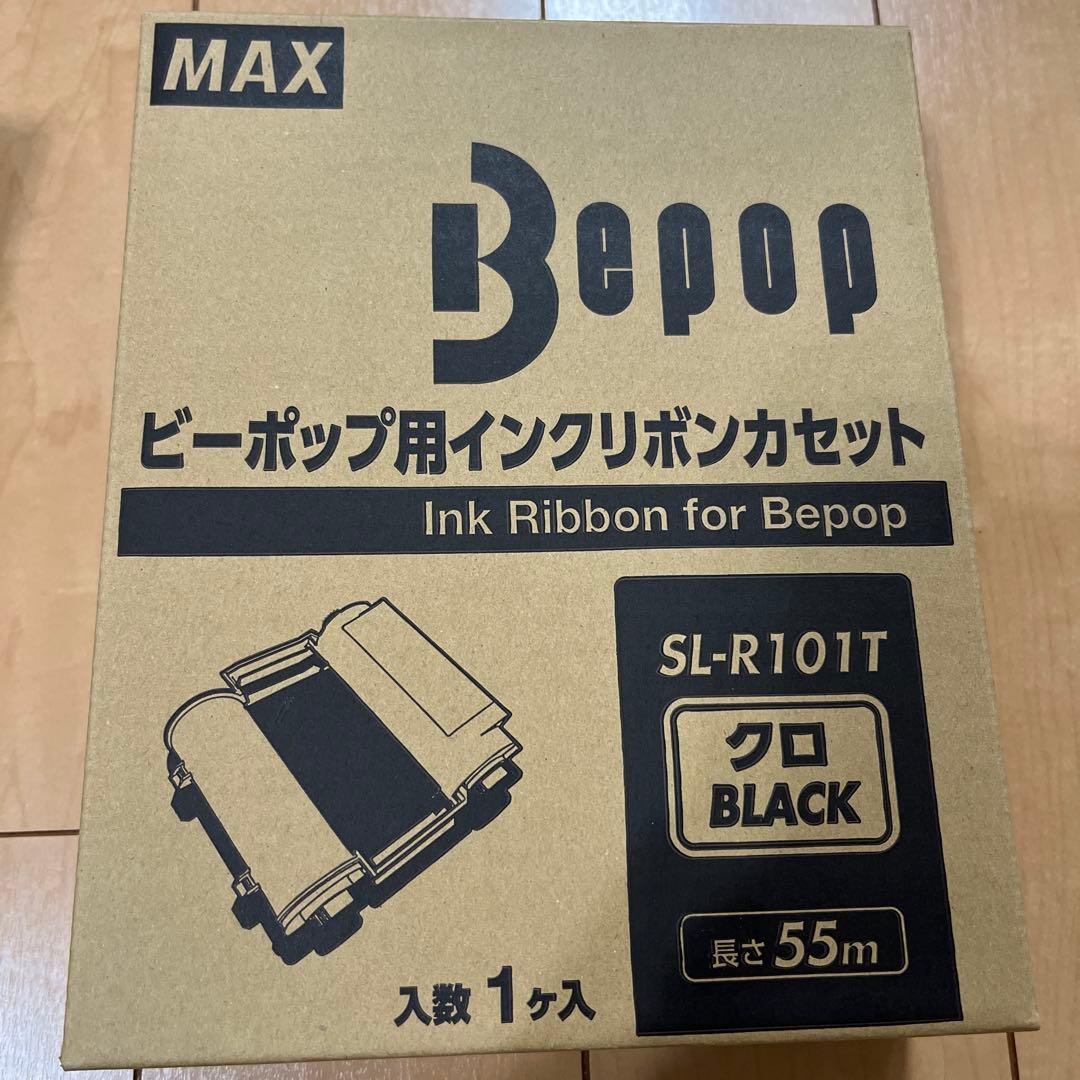 MAX
Bepop
ビーポップ用インクリボンカセット
Ink Ribbon for Bepop
SL-R101T
クロ
BLACK
長さ55m
入数1ヶ入